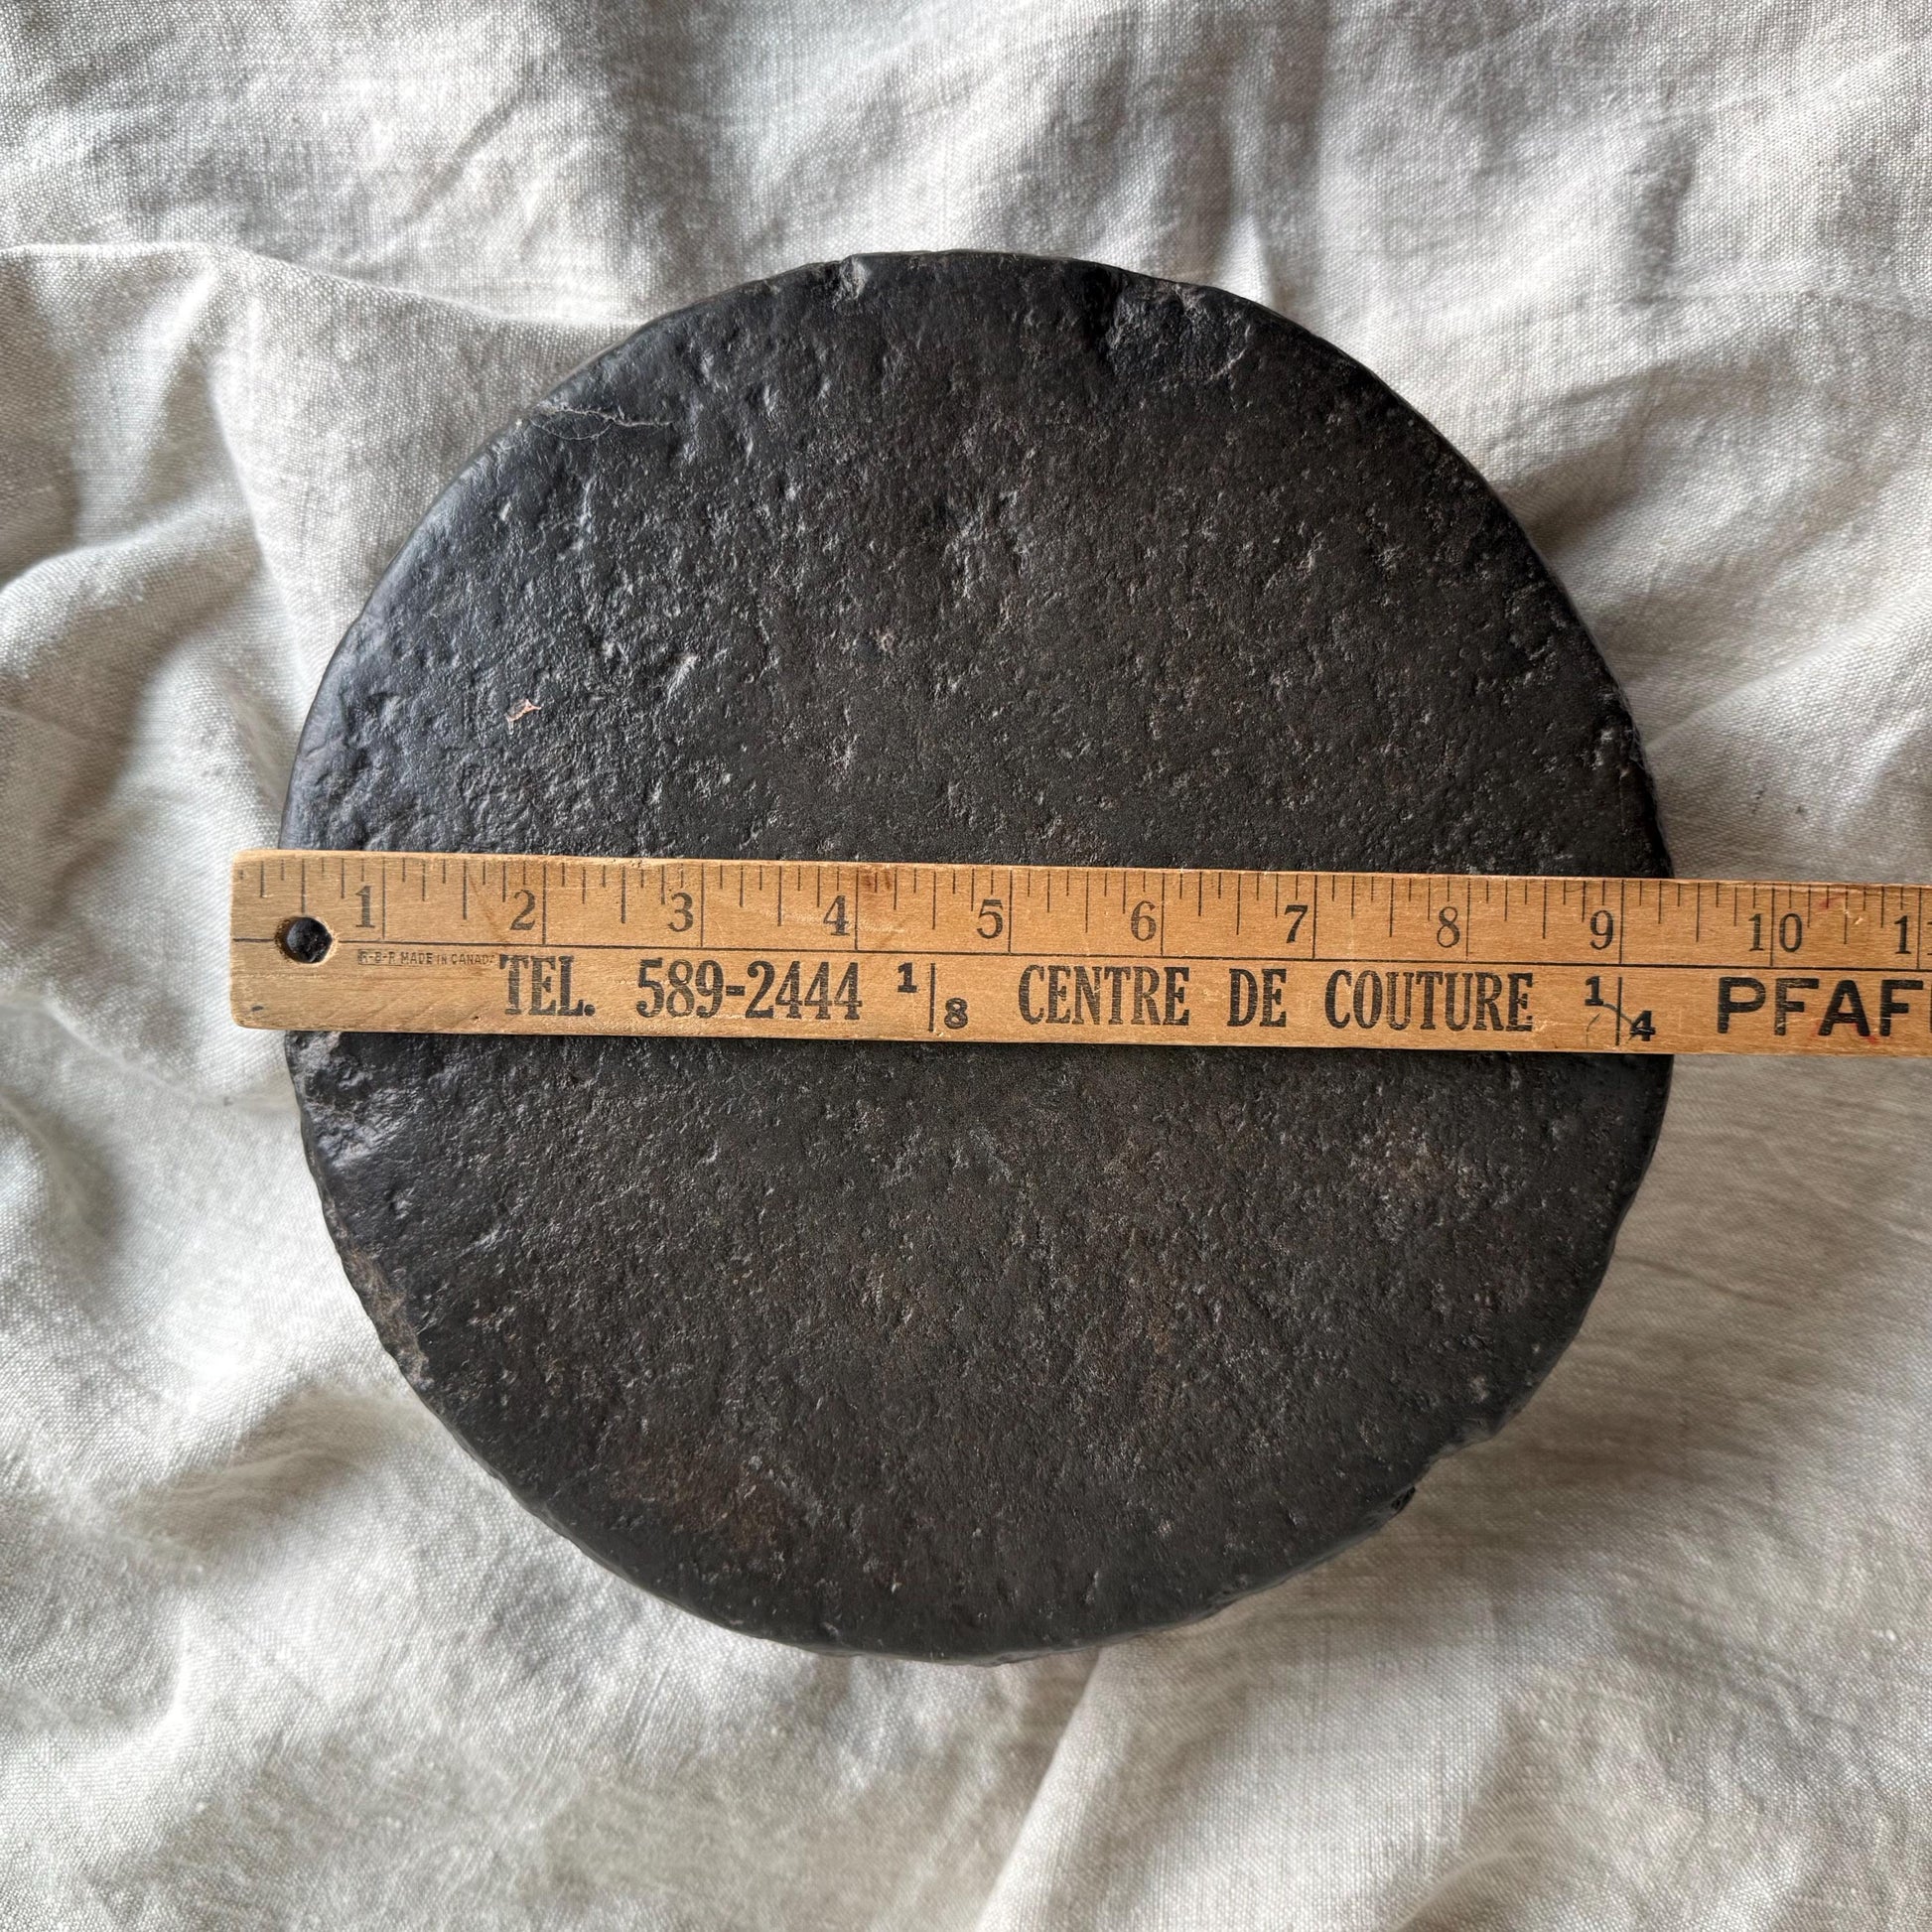 1 2 3 4 5 6 7 8 9 10 1
R-B-R MADE IN CANADA TEL. 589-2444 1/8 CENTRE DE COUTURE 1/4 PFAF